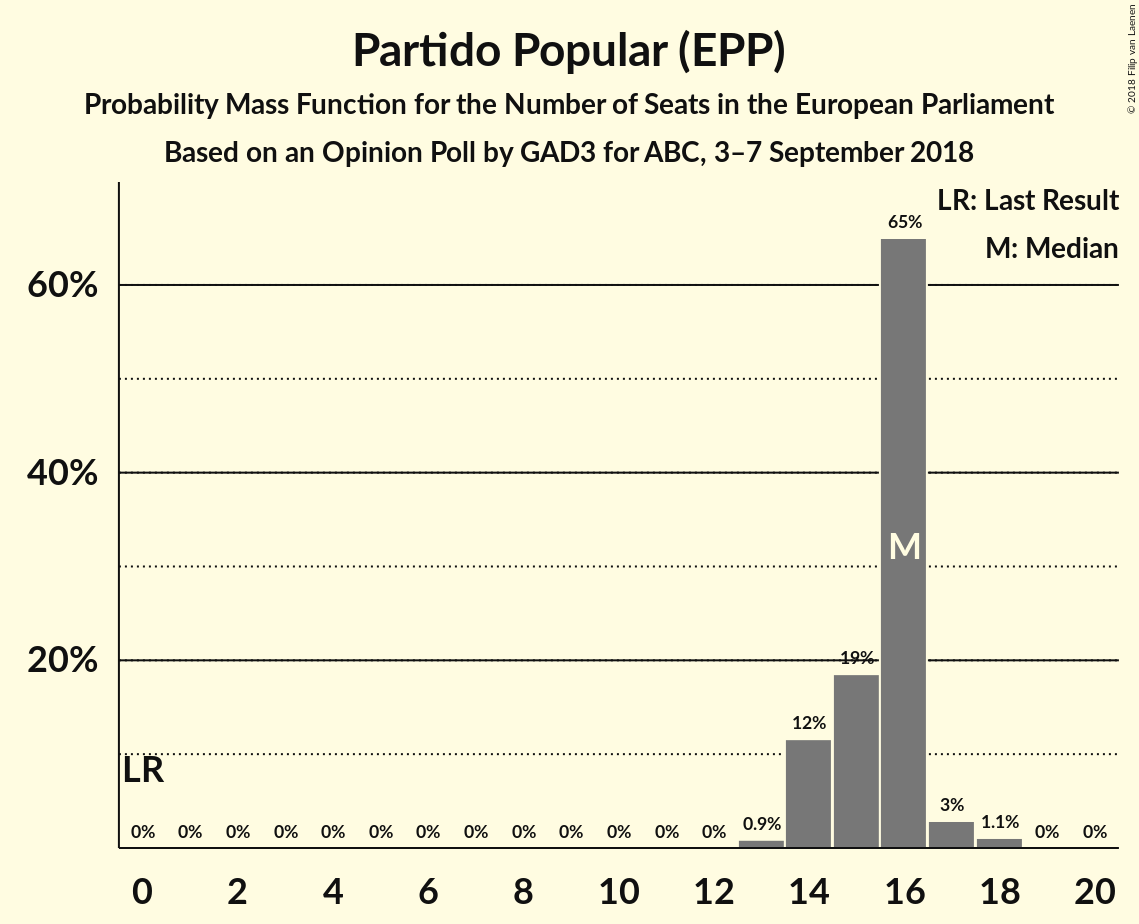 Partido Popular (EPP)
Probability Mass Function for the Number of Seats in the European Parliament
Based on an Opinion Poll by GAD3 for ABC, 3–7 September 2018
© 2018 Filip van Laenen
LR: Last Result
M: Median
60%
40%
20%
65%
M
19%
12%
LR
0% 0% 0% 0% 0% 0% 0% 0% 0% 0% 0% 0% 0% 0.9% 3% 1.1% 0% 0%
0 2 4 6 8 10 12 14 16 18 20